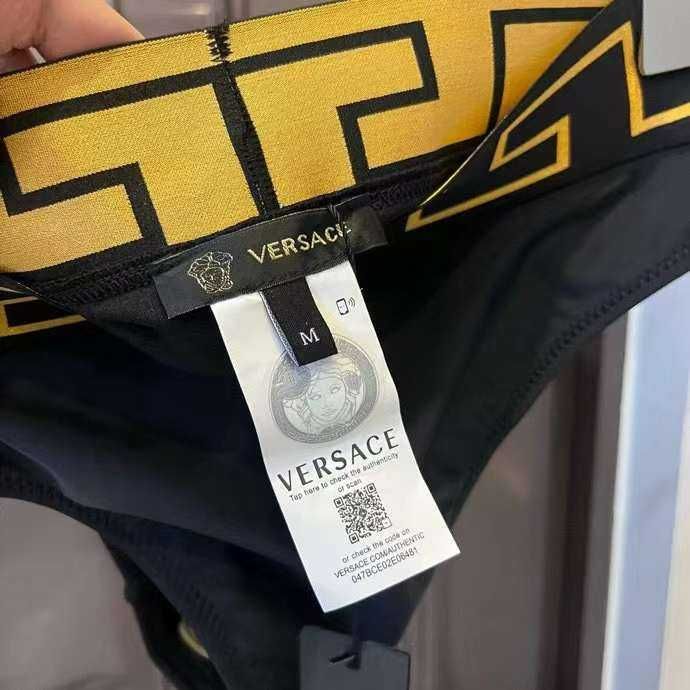 VERSACE
M
VERSACE
Tap here to check the authenticity
or scan
or check the code on
VERSACE.COM/AUTHENTIC
047BCE02E06481